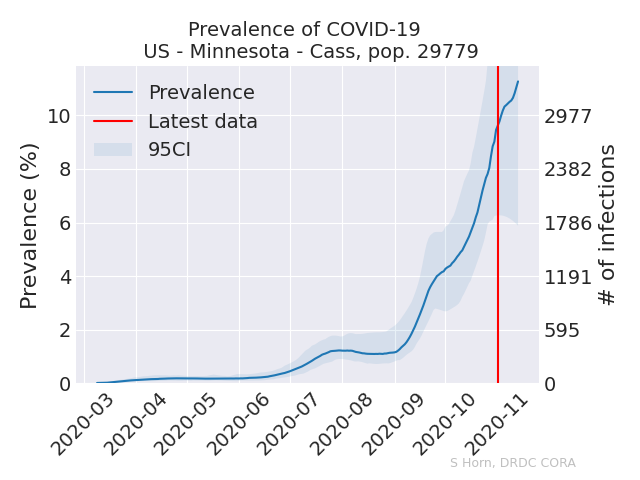 Prevalence of COVID-19
US - Minnesota - Cass, pop. 29779
Prevalence
Latest data
95CI
Prevalence (%)
10
8
6
4
2
0
2977
2382
1786
1191
595
0
# of infections
2020-03
2020-04
2020-05
2020-06
2020-07
2020-08
2020-09
2020-10
2020-11
S Horn, DRDC CORA